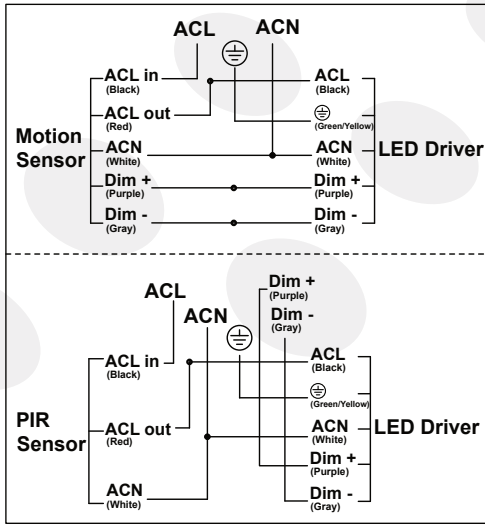 ACL
ACN
ACL in
(Black)
ACL out
(Red)
ACN
(White)
Dim +
(Purple)
Dim -
(Gray)
Motion
Sensor
ACL
(Black)
(Green/Yellow)
ACN
(White)
Dim +
(Purple)
Dim -
(Gray)
LED Driver
ACL
ACN
Dim +
(Purple)
Dim -
(Gray)
ACL in
(Black)
ACL out
(Red)
ACN
(White)
PIR
Sensor
ACL
(Black)
(Green/Yellow)
ACN
(White)
Dim +
(Purple)
Dim -
(Gray)
LED Driver